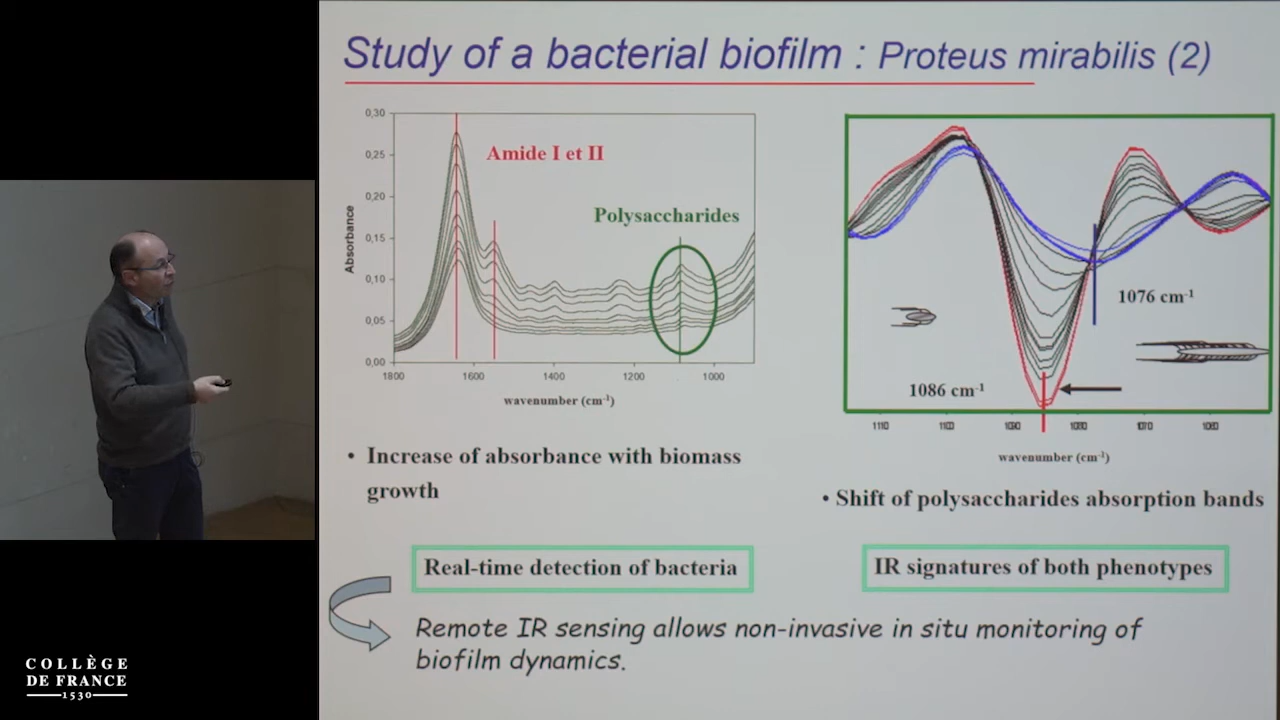 Study of a bacterial biofilm : Proteus mirabilis (2)
0,30
0,25
0,20
0,15
0,10
0,05
0,00
Absorbance
Amide I et II
Polysaccharides
1800
1600
1400
1200
1000
wavenumber (cm-1)
1076 cm-1
1086 cm-1
1110
1100
1090
1080
1070
1060
wavenumber (cm-1)
• Increase of absorbance with biomass
growth
• Shift of polysaccharides absorption bands
Real-time detection of bacteria
IR signatures of both phenotypes
Remote IR sensing allows non-invasive in situ monitoring of
biofilm dynamics.
COLLÈGE
DE FRANCE
1530